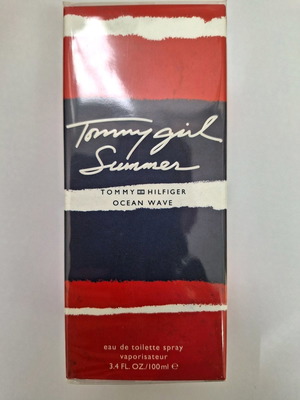 Tommy girl
Summer
TOMMY HILFIGER
OCEAN WAVE
eau de toilette spray
vaporisateur
3.4 FL. OZ./100ml ℮